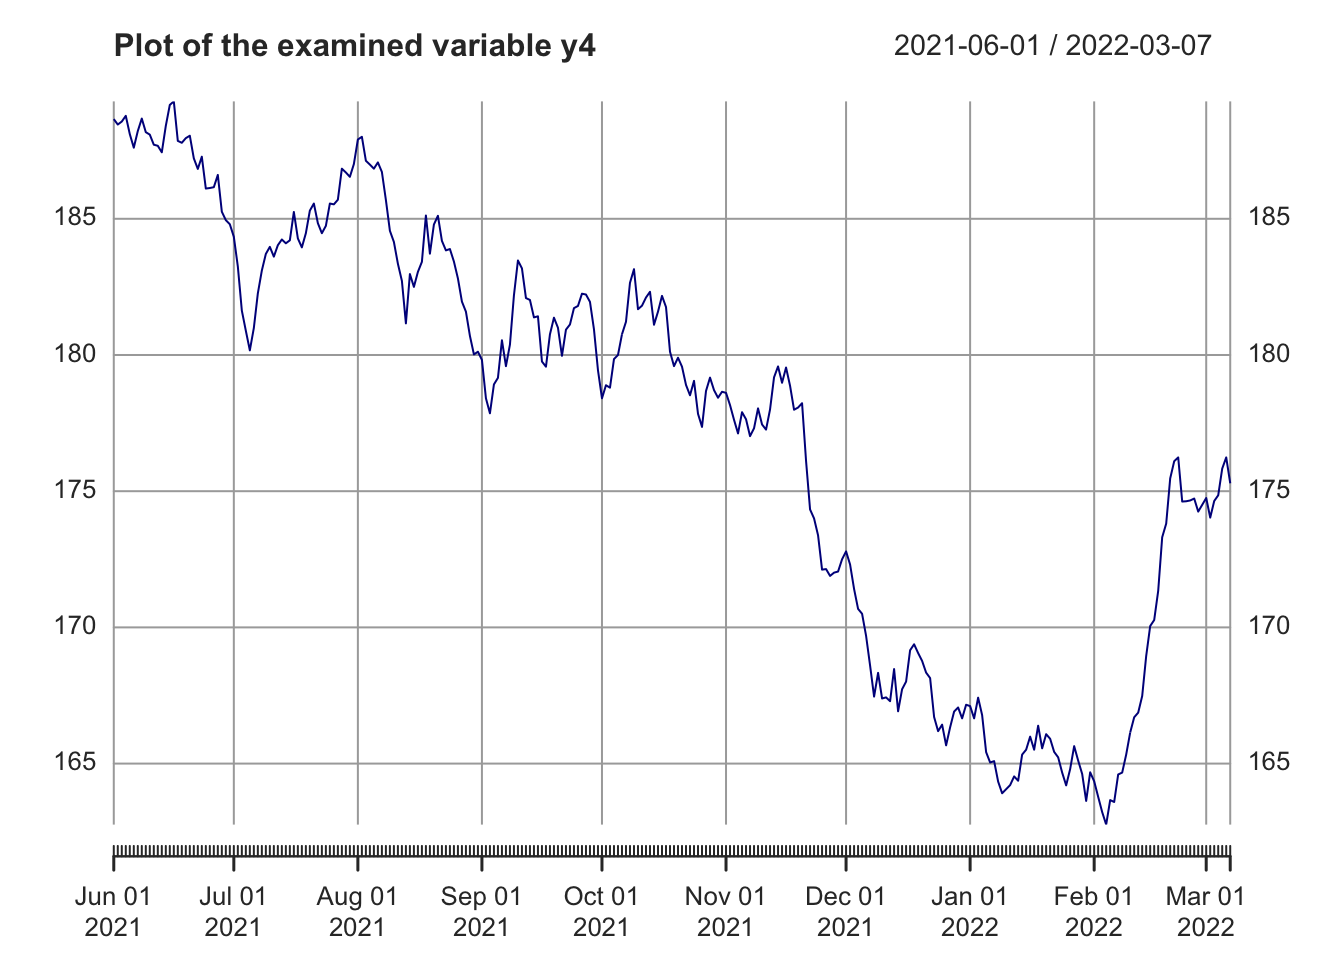 Plot of the examined variable y4 2021-06-01 / 2022-03-07
185 185
180 180
175 175
170 170
165 165
Jun 01 Jul 01 Aug 01 Sep 01 Oct 01 Nov 01 Dec 01 Jan 01 Feb 01 Mar 01
2021 2021 2021 2021 2021 2021 2021 2022 2022 2022